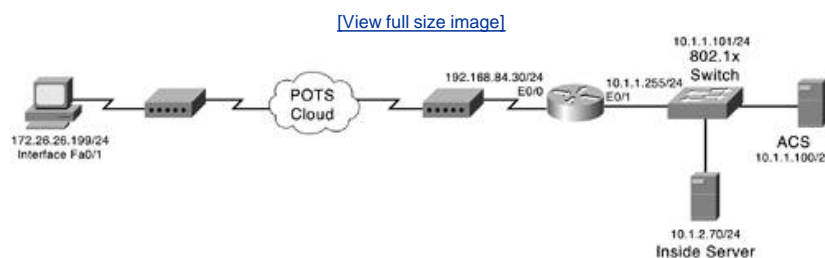 [View full size image]
10.1.1.101/24
802.1x
Switch
192.168.84.30/24
E0/0
10.1.1.255/24
E0/1
POTS
Cloud
172.26.26.199/24
Interface Fa0/1
ACS
10.1.1.100/2
10.1.2.70/24
Inside Server